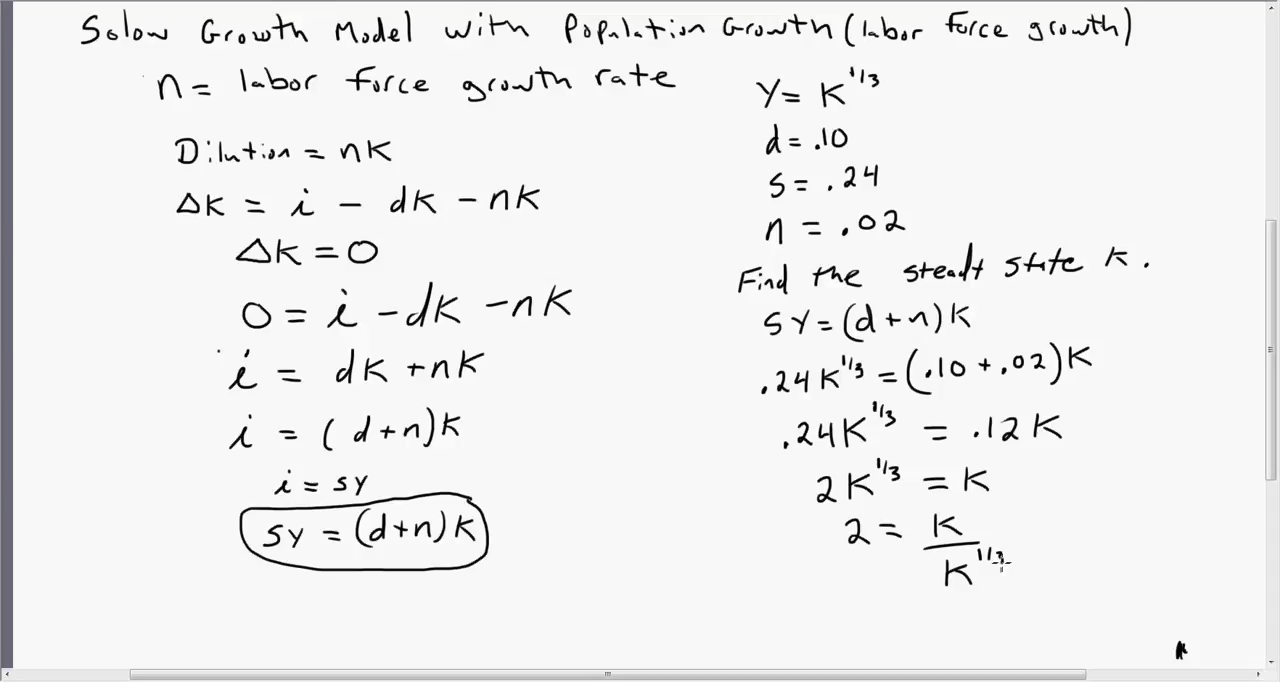 Solow Growth Model with Population Growth (labor force growth)
n = labor force growth rate
Dilution = nK
ΔK = i - dK - nK
ΔK = 0
0 = i - dK - nK
i = dK + nK
i = (d+n)K
i = sY
sY = (d+n)K
Y = K^1/3
d = .10
s = .24
n = .02
Find the steady state K.
sY = (d+n)K
.24K^1/3 = (.10 + .02)K
.24K^1/3 = .12K
2K^1/3 = K
2 = K / K^1/3